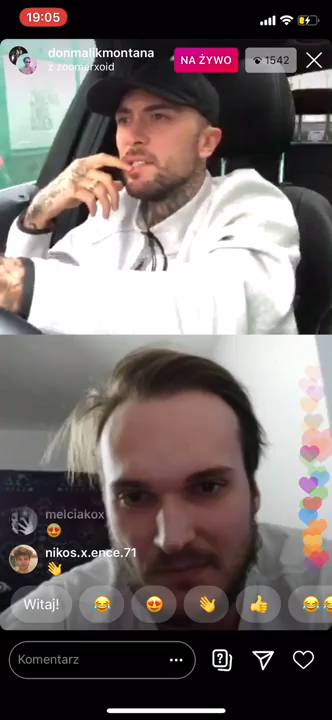 19:05
donmalikmontana
z zoomerxoid
NA ŻYWO
1542
melciakox
😍
nikos.x.ence.71
👋
Witaj! 😂 😍 👋 👍 😂
Komentarz